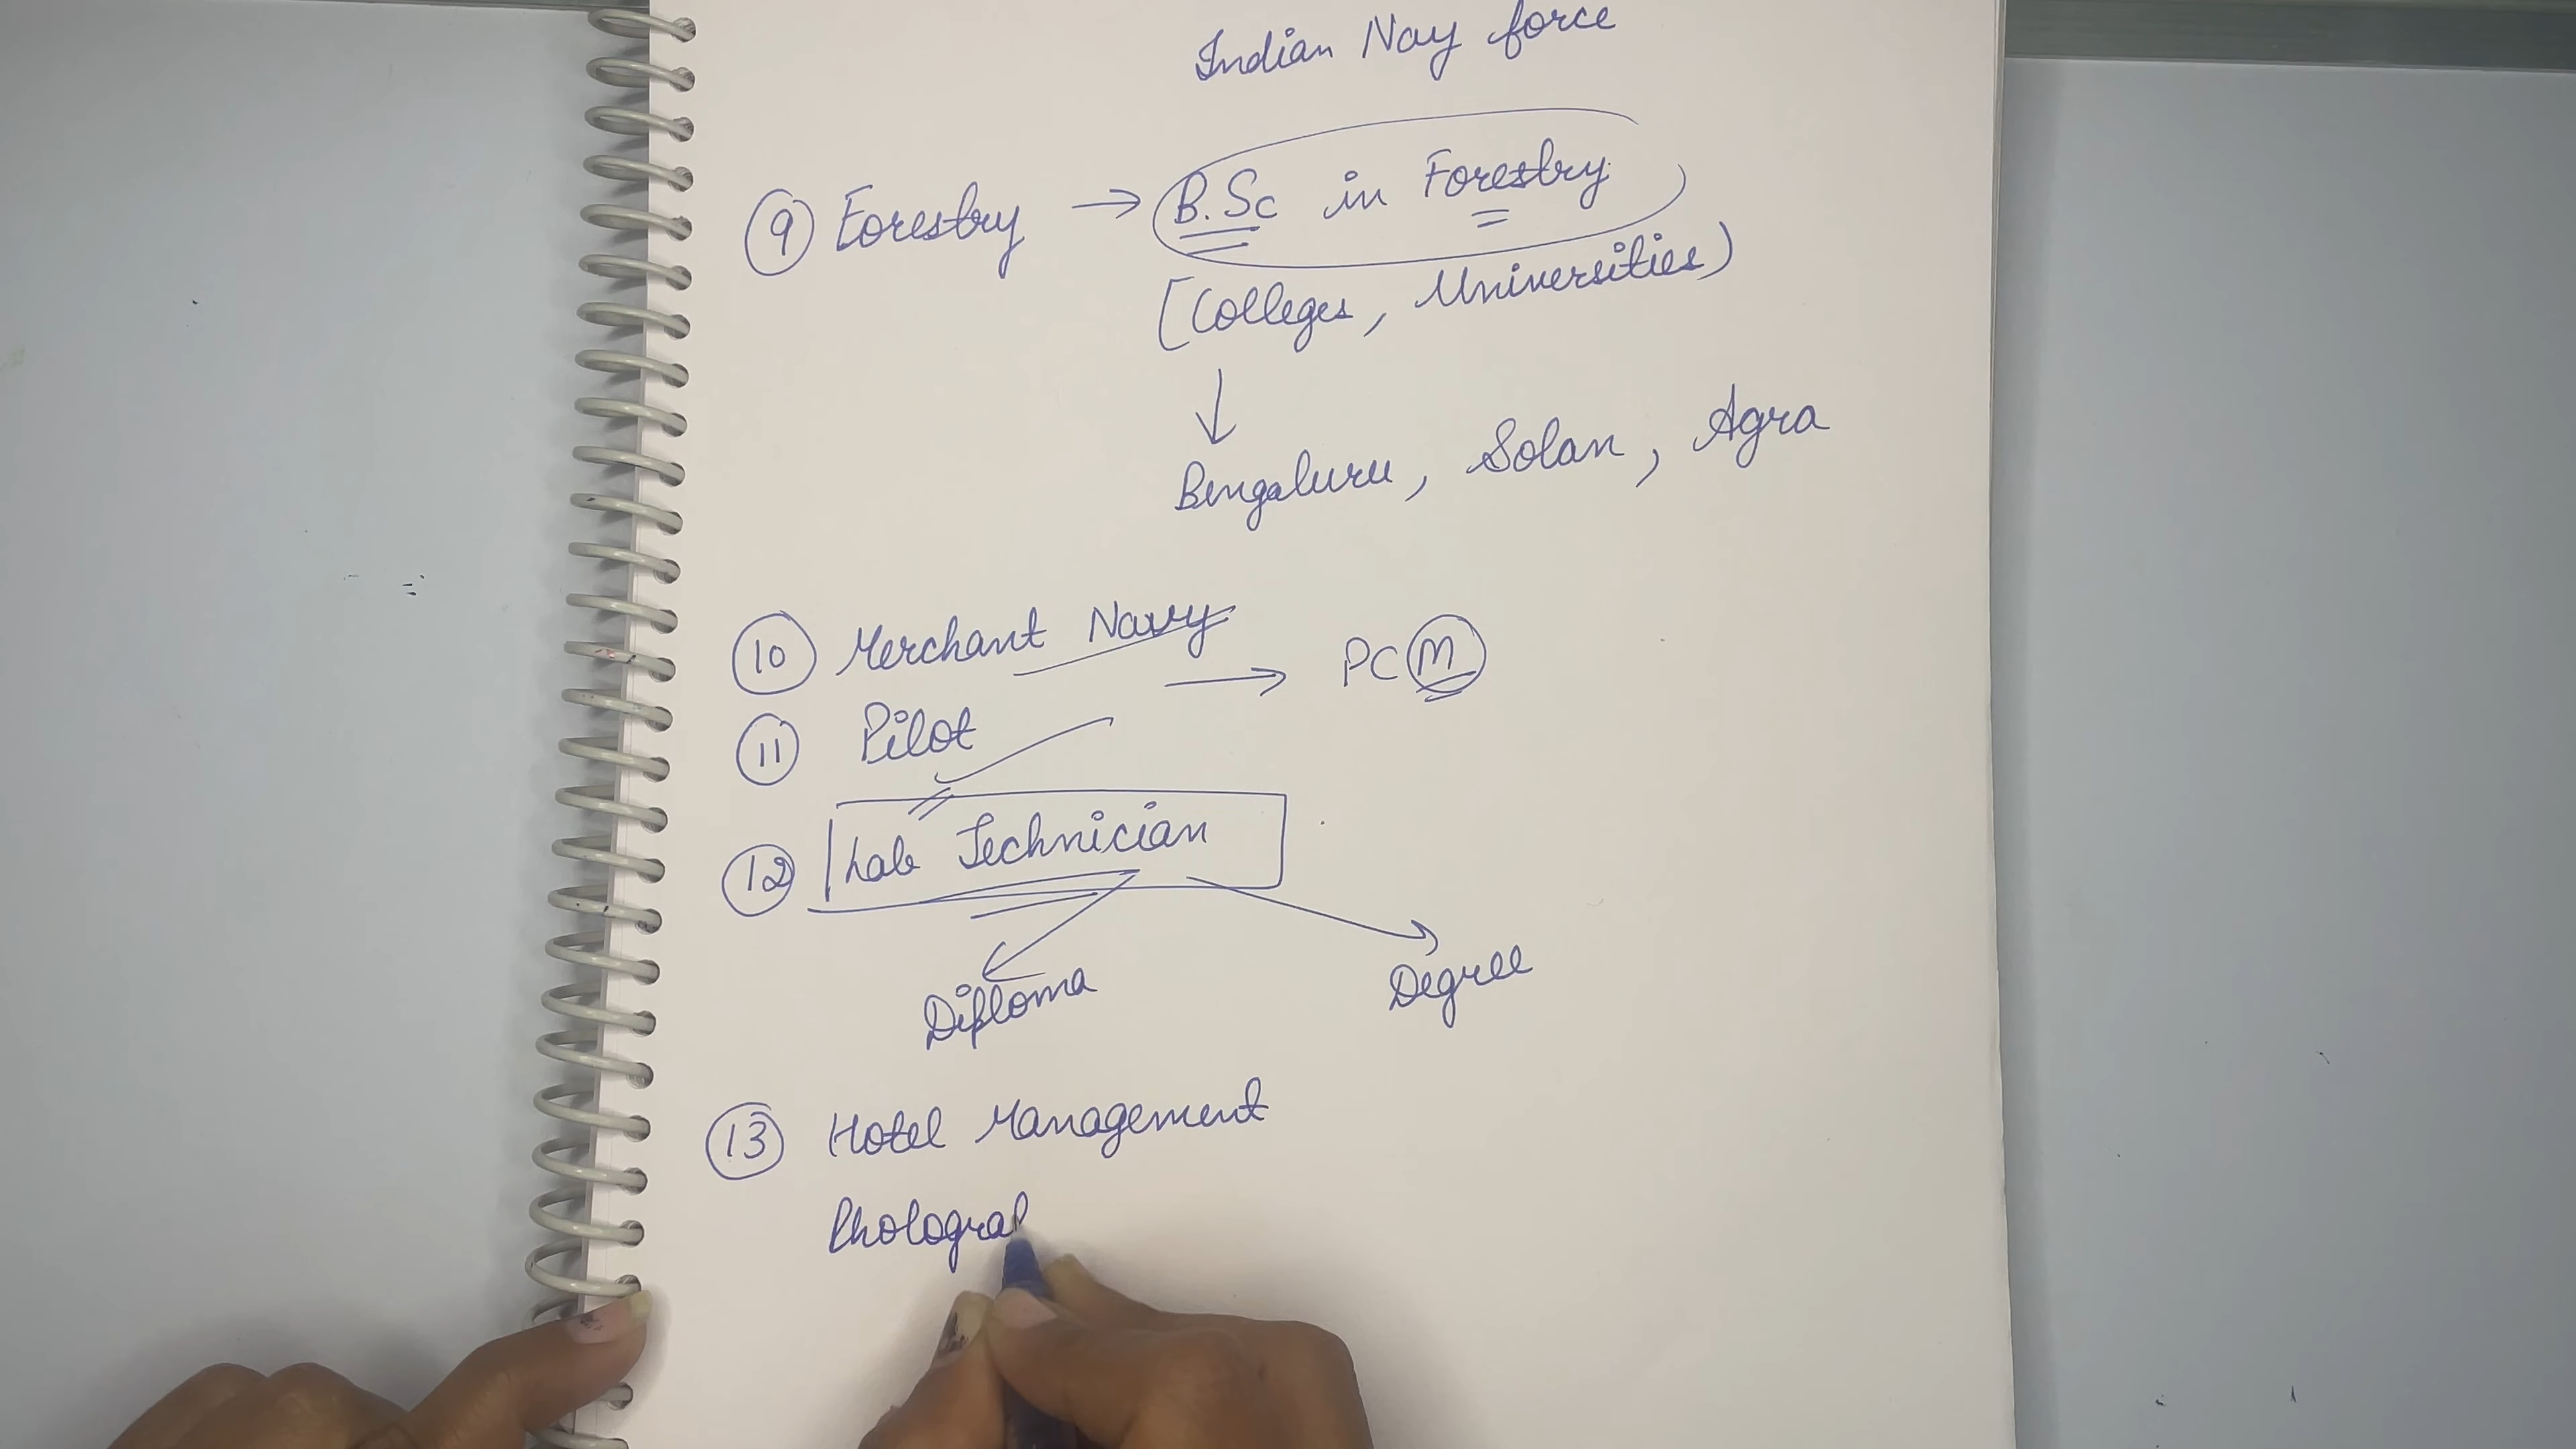 Indian Nay force
9 Forestry → B.Sc in Forestry
[Colleges, Universities)
↓
Bengaluru, Solan, Agra
10 Merchant Navy → PCM
11 Pilot
12 Lab Technician
Diploma Degree
13 Hotel Management
Photograp